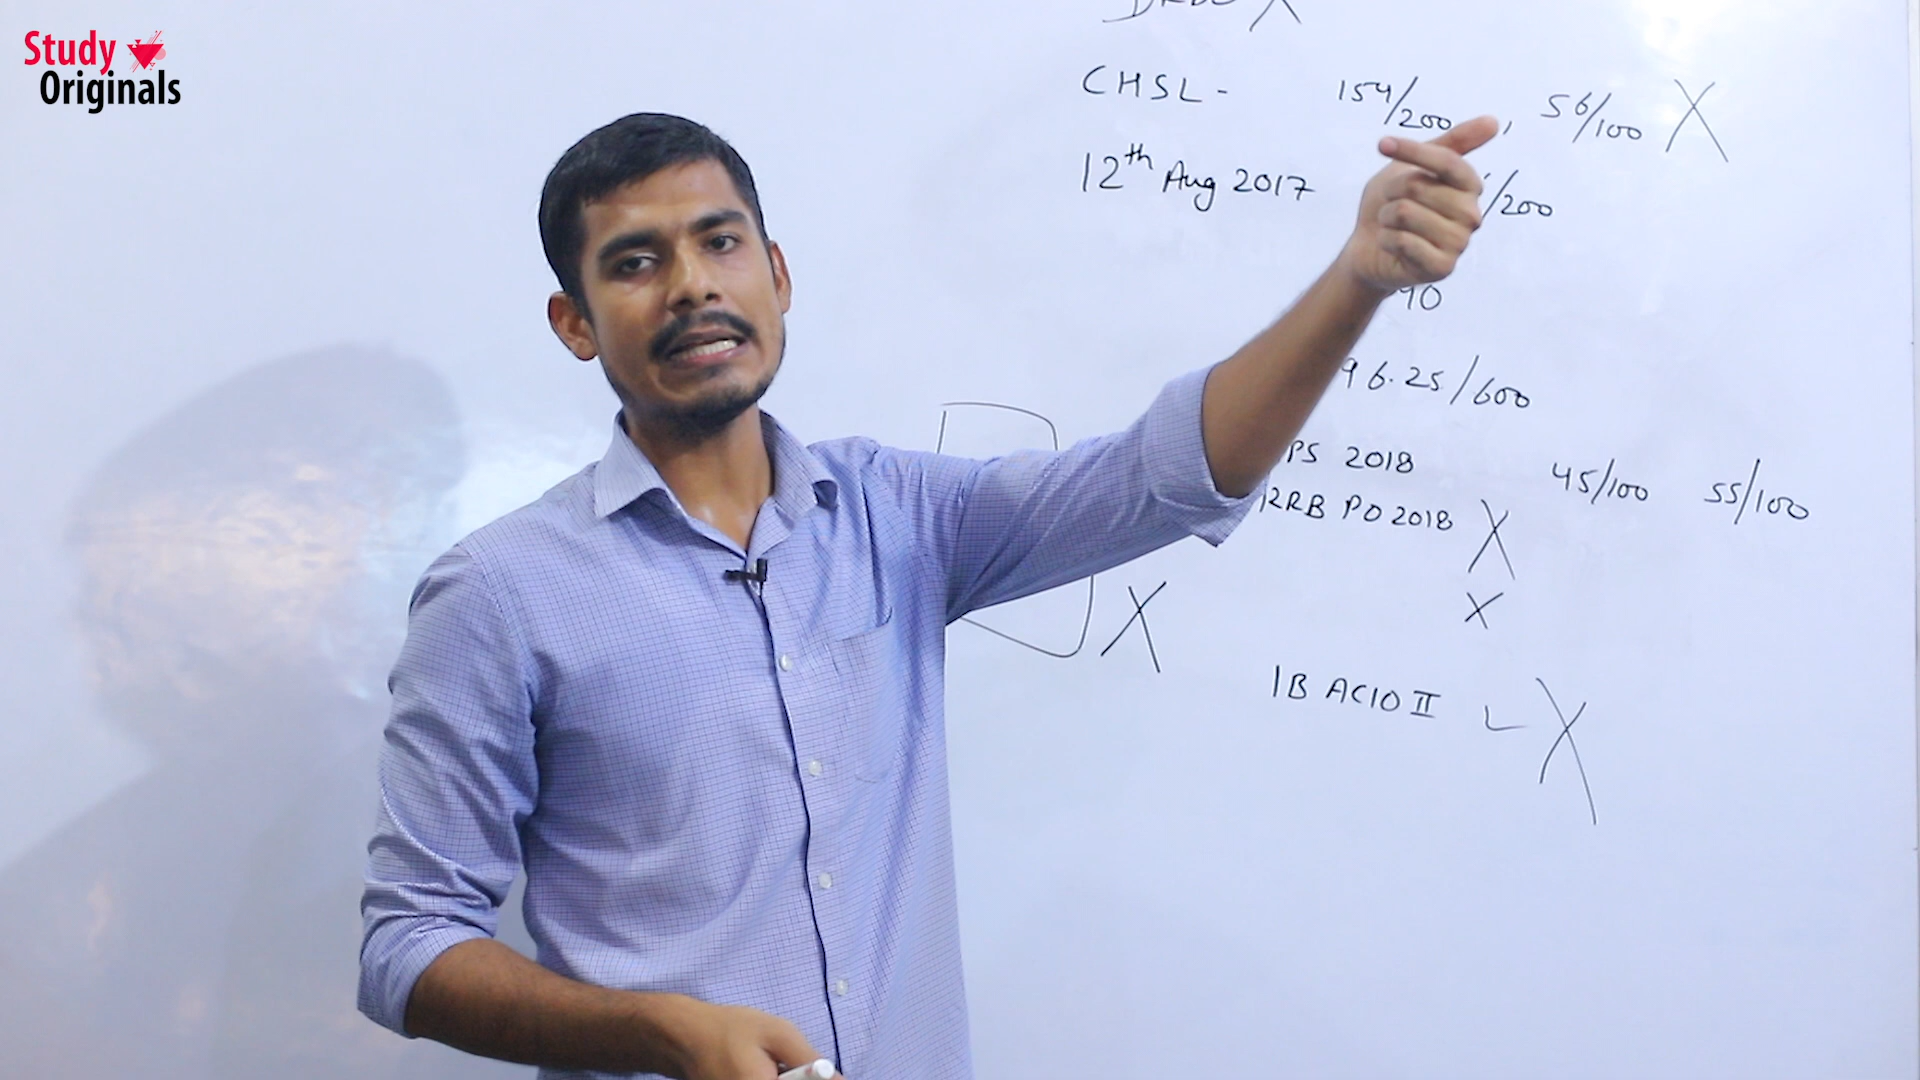 Study
Originals
CHSL - 154/200, 56/100 X
12th Aug 2017 /200
90
96.25/600
PS 2018
45/100 55/100
RRB PO 2018 X
X
X
IB ACIO II X